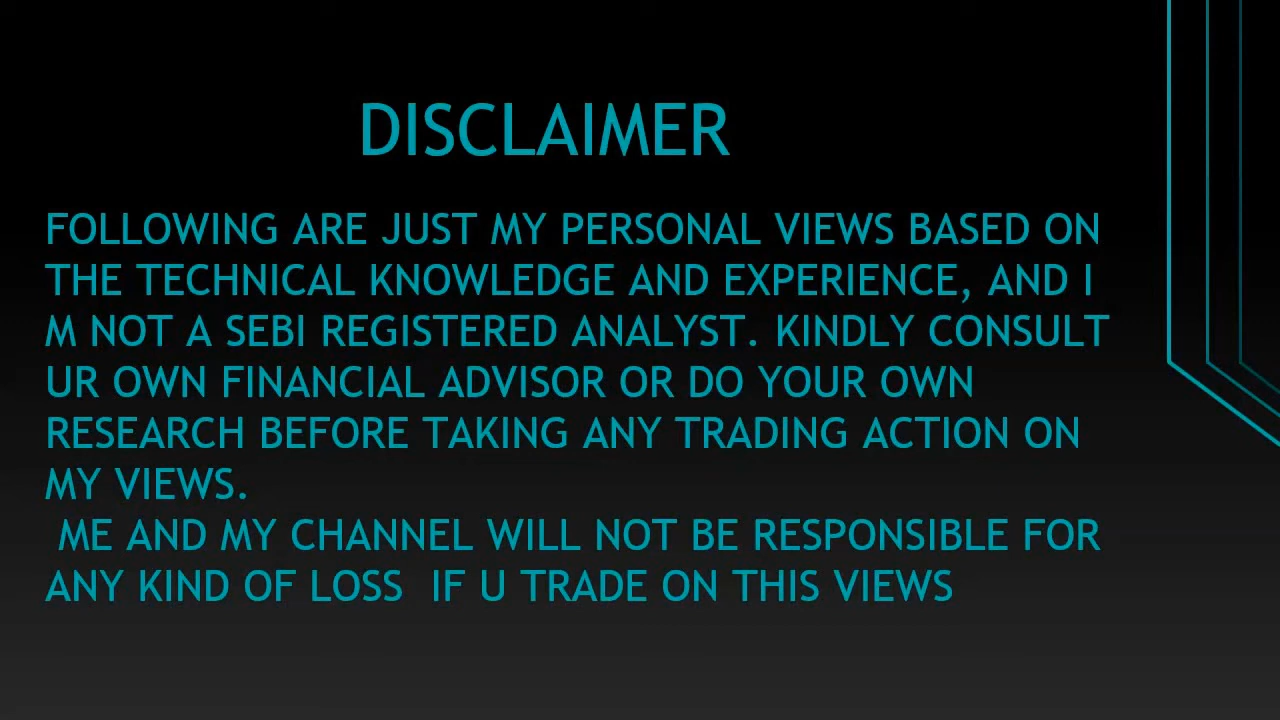 DISCLAIMER
FOLLOWING ARE JUST MY PERSONAL VIEWS BASED ON
THE TECHNICAL KNOWLEDGE AND EXPERIENCE, AND I
M NOT A SEBI REGISTERED ANALYST. KINDLY CONSULT
UR OWN FINANCIAL ADVISOR OR DO YOUR OWN
RESEARCH BEFORE TAKING ANY TRADING ACTION ON
MY VIEWS.
ME AND MY CHANNEL WILL NOT BE RESPONSIBLE FOR
ANY KIND OF LOSS  IF U TRADE ON THIS VIEWS